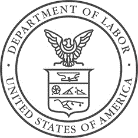 DEPARTMENT OF LABOR
UNITED STATES OF AMERICA